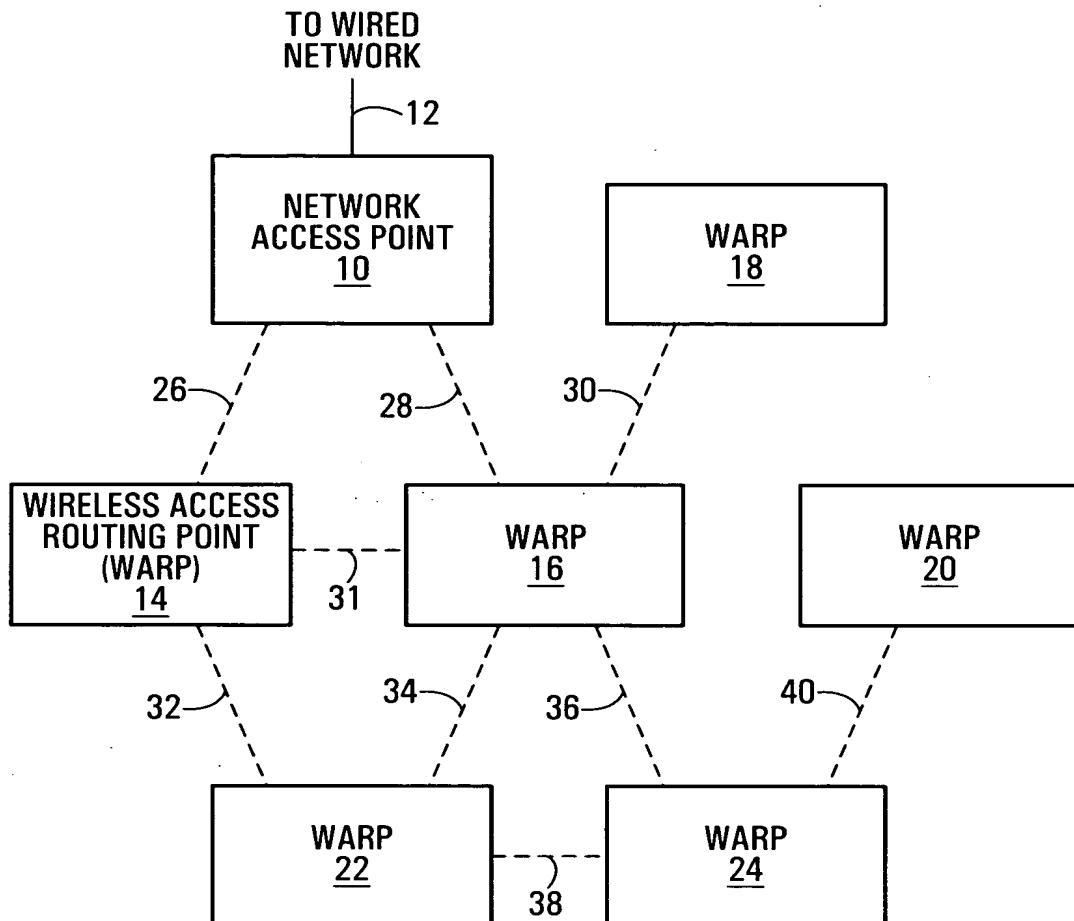 TO WIRED
NETWORK
12
NETWORK
ACCESS POINT
10
WARP
18
26
28
30
WIRELESS ACCESS
ROUTING POINT
(WARP)
14
31
WARP
16
WARP
20
32
34
36
40
WARP
22
38
WARP
24